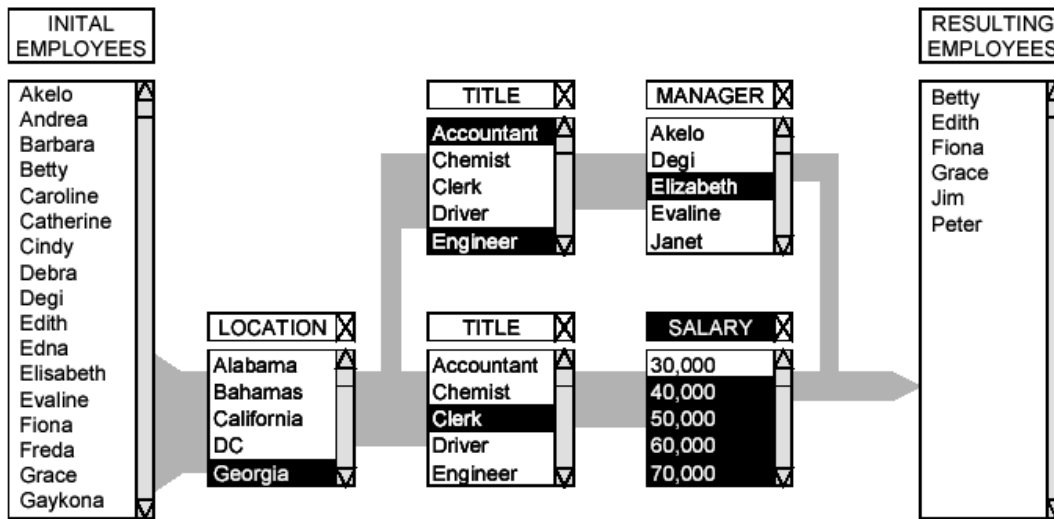 INITAL
EMPLOYEES
Akelo
Andrea
Barbara
Betty
Caroline
Catherine
Cindy
Debra
Degi
Edith
Edna
Elisabeth
Evaline
Fiona
Freda
Grace
Gaykona
LOCATION X
Alabama
Bahamas
California
DC
Georgia
TITLE X
Accountant
Chemist
Clerk
Driver
Engineer
MANAGER X
Akelo
Degi
Elizabeth
Evaline
Janet
TITLE X
Accountant
Chemist
Clerk
Driver
Engineer
SALARY X
30,000
40,000
50,000
60,000
70,000
RESULTING
EMPLOYEES
Betty
Edith
Fiona
Grace
Jim
Peter